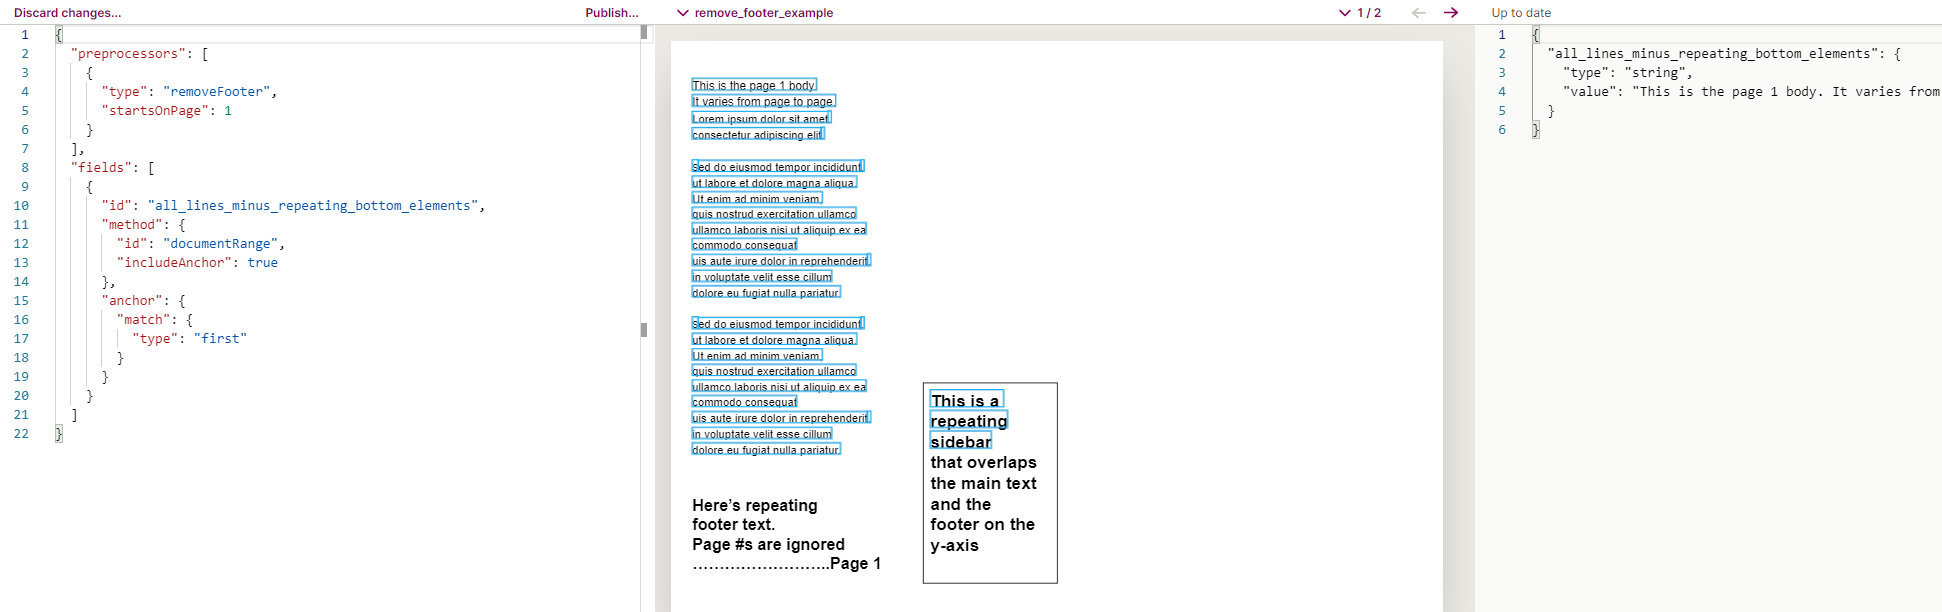 Discard changes...
Publish...
remove_footer_example
1 / 2
Up to date
1 {
2 "preprocessors": [
3 {
4 "type": "removeFooter",
5 "startsOnPage": 1
6 }
7 ],
8 "fields": [
9 {
10 "id": "all_lines_minus_repeating_bottom_elements",
11 "method": {
12 "id": "documentRange",
13 "includeAnchor": true
14 },
15 "anchor": {
16 "match": {
17 "type": "first"
18 }
19 }
20 }
21 ]
22 }
This is the page 1 body.
It varies from page to page.
Lorem ipsum dolor sit amet,
consectetur adipiscing elit,
Sed do eiusmod tempor incididunt,
ut labore et dolore magna aliqua.
Ut enim ad minim veniam,
quis nostrud exercitation ullamco
ullamco laboris nisi ut aliquip ex ea
commodo consequat
uis aute irure dolor in reprehenderit,
in voluptate velit esse cillum
dolore eu fugiat nulla pariatur.
Sed do eiusmod tempor incididunt,
ut labore et dolore magna aliqua.
Ut enim ad minim veniam,
quis nostrud exercitation ullamco
ullamco laboris nisi ut aliquip ex ea
commodo consequat
uis aute irure dolor in reprehenderit,
in voluptate velit esse cillum
dolore eu fugiat nulla pariatur.
Here’s repeating
footer text.
Page #s are ignored
……………………..Page 1
This is a
repeating
sidebar
that overlaps
the main text
and the
footer on the
y-axis
1 {
2 "all_lines_minus_repeating_bottom_elements": {
3 "type": "string",
4 "value": "This is the page 1 body. It varies from
5 }
6 }